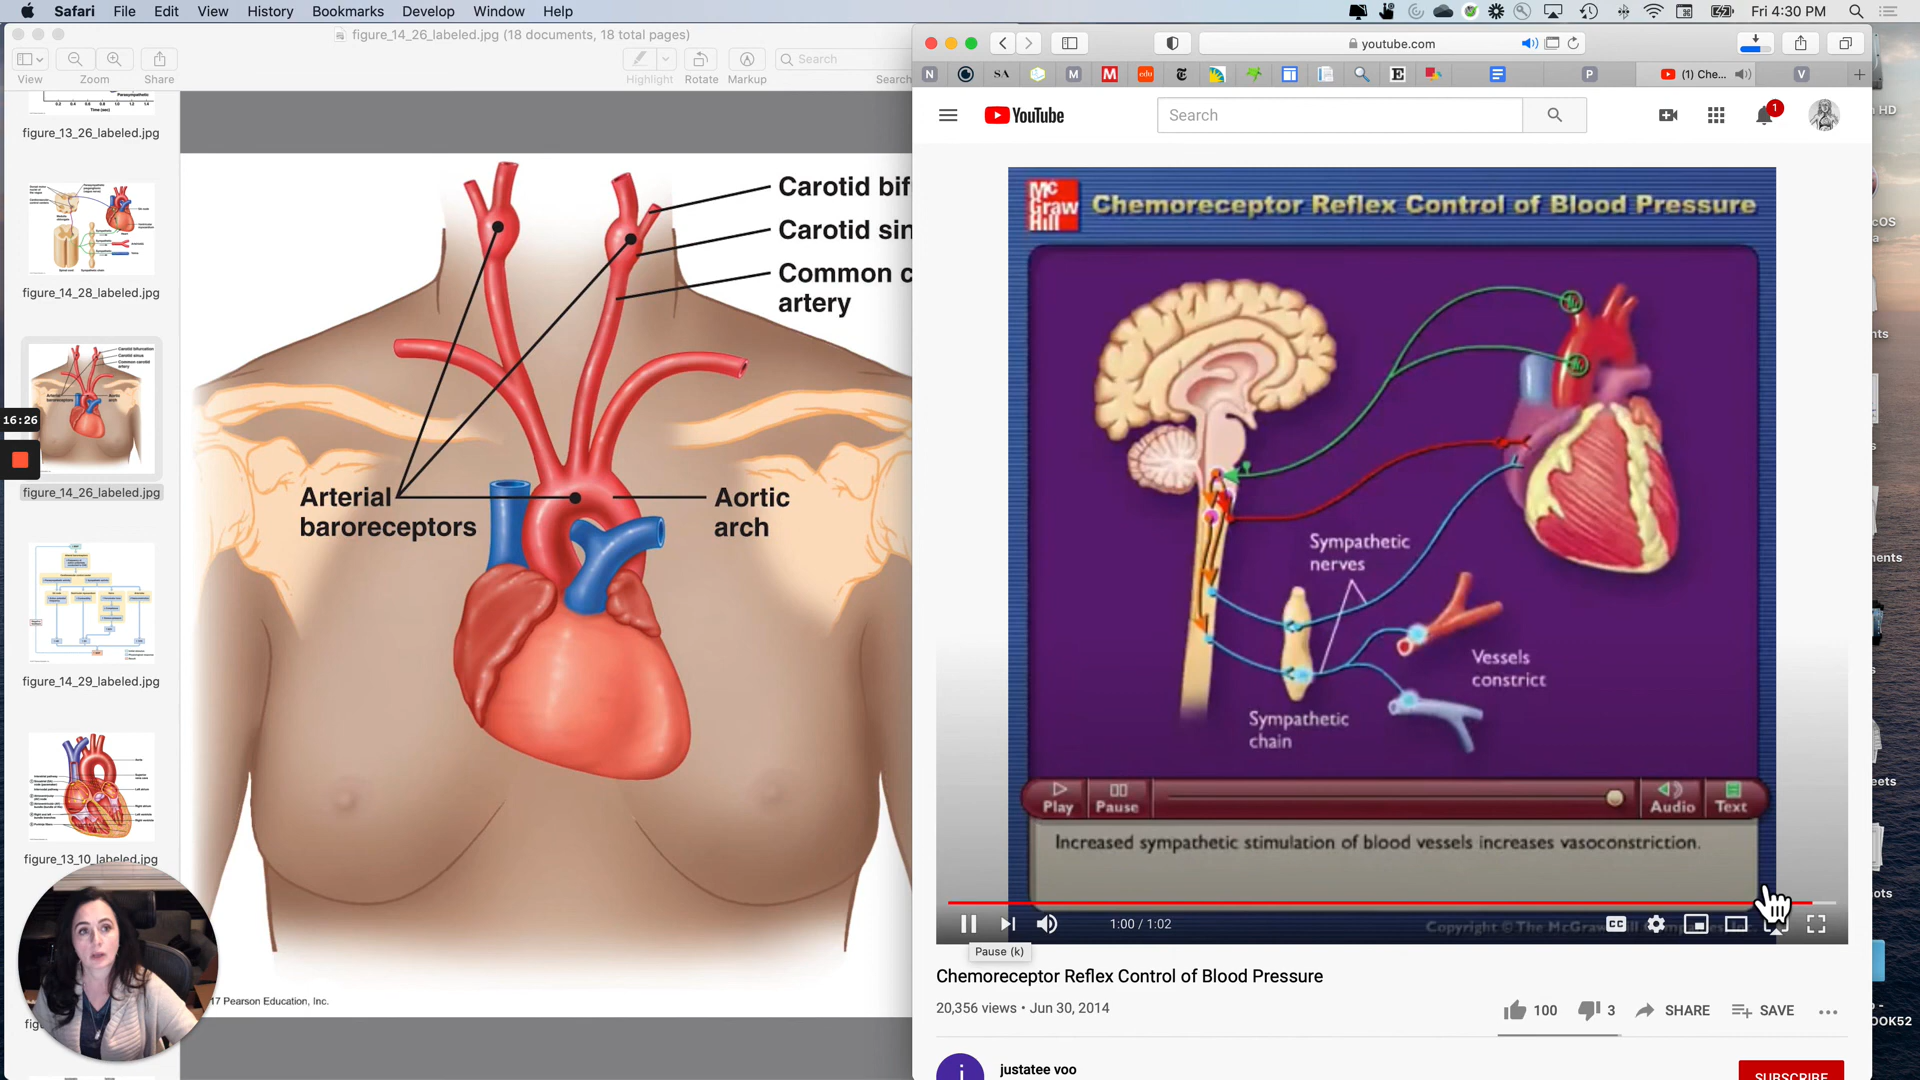 Safari File Edit View History Bookmarks Develop Window Help
Fri 4:30 PM
figure_14_26_labeled.jpg (18 documents, 18 total pages)
View
Zoom
Share
Highlight
Rotate
Markup
Search
Search
figure_13_26_labeled.jpg
figure_14_28_labeled.jpg
figure_14_26_labeled.jpg
figure_14_29_labeled.jpg
figure_13_10_labeled.jpg
16:26
Carotid bif
Carotid sin
Common c
artery
Arterial
baroreceptors
Aortic
arch
17 Pearson Education, Inc.
youtube.com
(1) Che...
YouTube
Search
1
Mc
Graw
Hill
Chemoreceptor Reflex Control of Blood Pressure
Sympathetic
nerves
Vessels
constrict
Sympathetic
chain
Play
Pause
Audio
Text
Increased sympathetic stimulation of blood vessels increases vasoconstriction.
1:00 / 1:02
CC
Pause (k)
Chemoreceptor Reflex Control of Blood Pressure
20,356 views • Jun 30, 2014
100
3
SHARE
SAVE
justatee voo
SUBSCRIBE